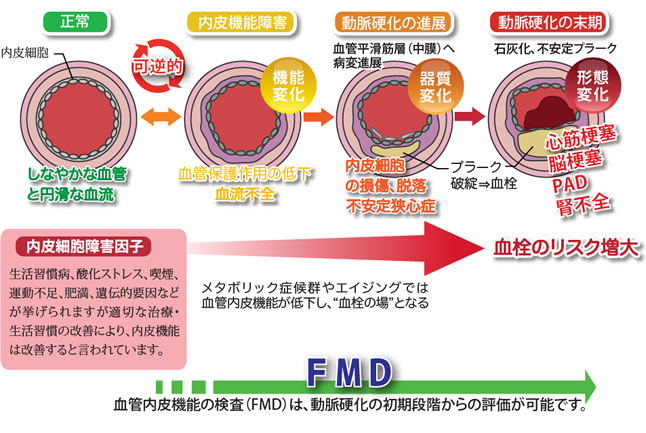 正常
内皮機能障害
動脈硬化の進展
動脈硬化の末期
内皮細胞
可逆的
血管平滑筋層（中膜）へ
病変進展
石灰化、不安定プラーク
機能
変化
器質
変化
形態
変化
しなやかな血管
と円滑な血流
血管保護作用の低下
血流不全
内皮細胞
の損傷、脱落
不安定狭心症
プラーク
破綻⇒血栓
心筋梗塞
脳梗塞
PAD
腎不全
内皮細胞障害因子
生活習慣病、酸化ストレス、喫煙、
運動不足、肥満、遺伝的要因など
が挙げられますが適切な治療・
生活習慣の改善により、内皮機能
は改善すると言われています。
血栓のリスク増大
メタボリック症候群やエイジングでは
血管内皮機能が低下し、“血栓の場”となる
FMD
血管内皮機能の検査（FMD）は、動脈硬化の初期段階からの評価が可能です。